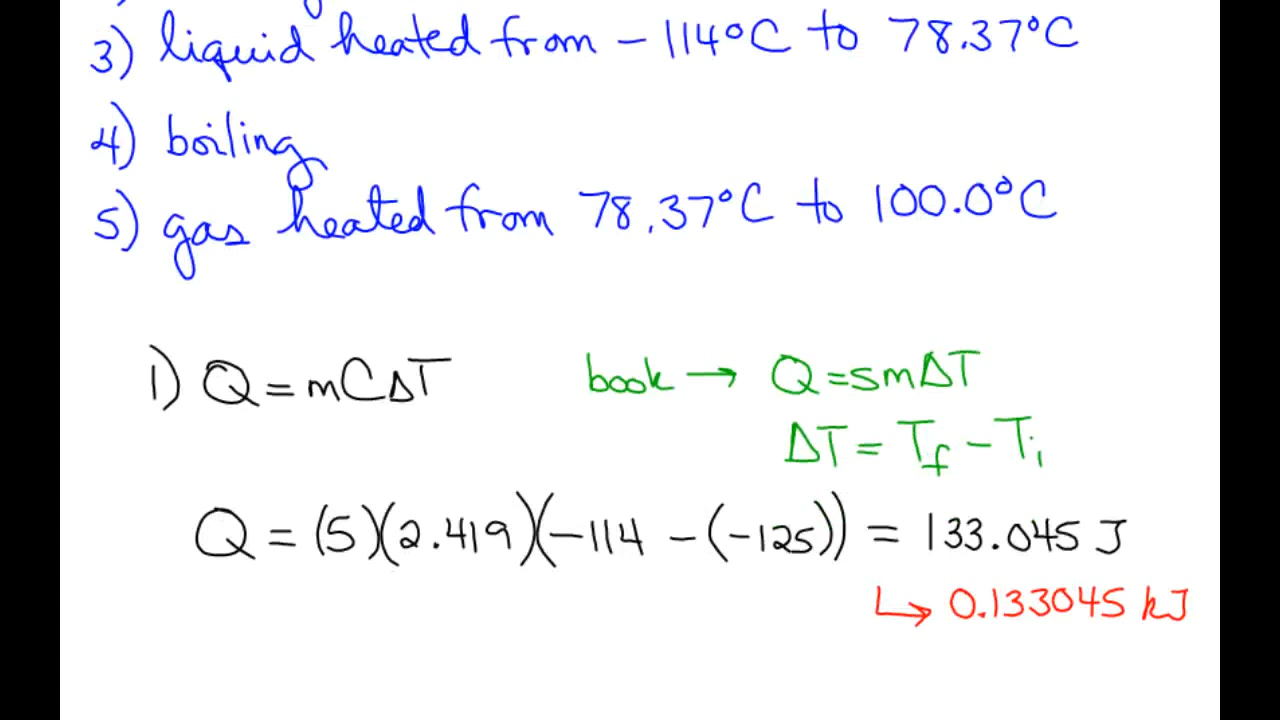 3) liquid heated from -114°C to 78.37°C
4) boiling
5) gas heated from 78.37°C to 100.0°C
1) Q = mCΔT book → Q = smΔT
ΔT = Tf - Ti
Q = (5)(2.419)(-114 - (-125)) = 133.045 J
↳ 0.133045 kJ